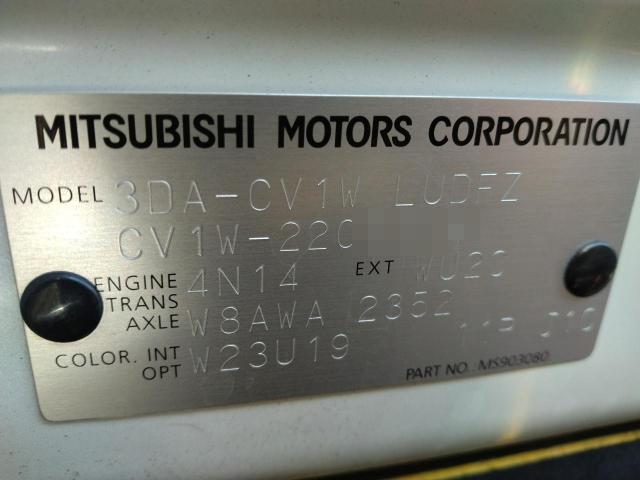 MITSUBISHI MOTORS CORPORATION
MODEL 3DA-CV1W LUDFZ
CV1W-220
ENGINE 4N14 EXT WU20
TRANS AXLE W8AWA 2352
COLOR. INT OPT W23U19
PART NO. : MS903080